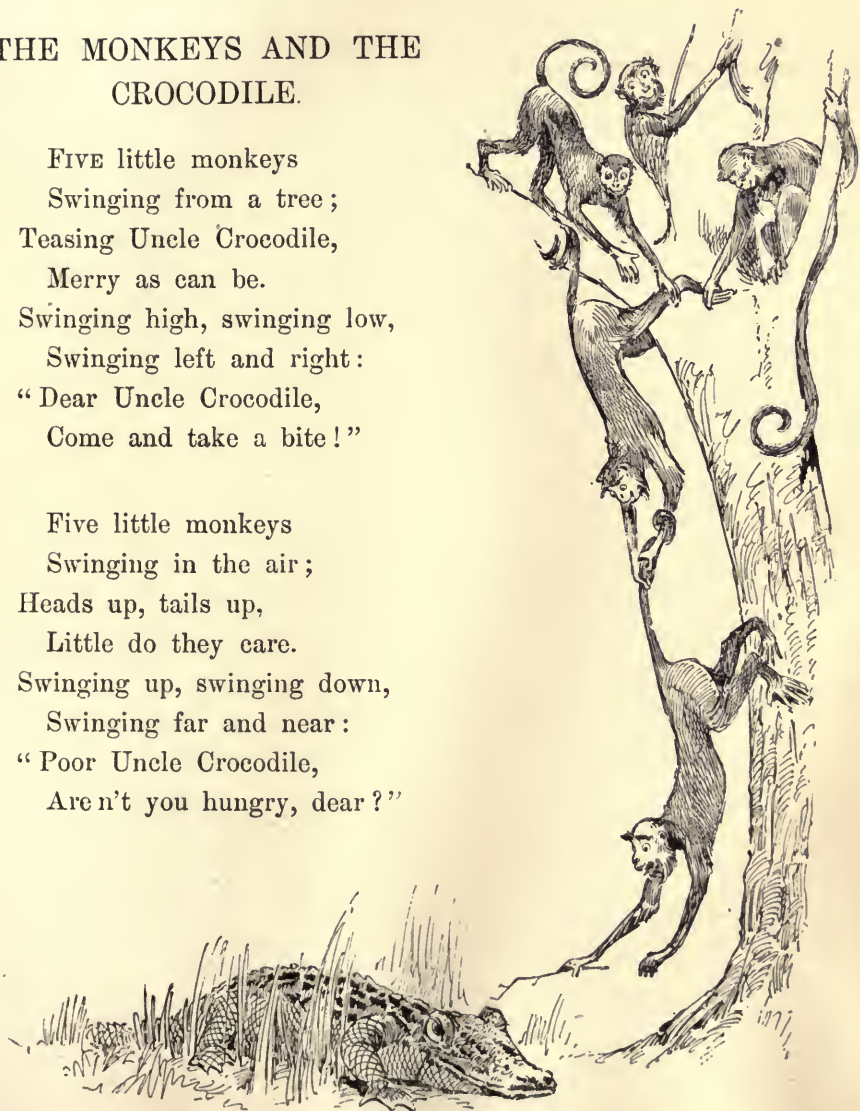 THE MONKEYS AND THE
CROCODILE.
FIVE little monkeys
Swinging from a tree ;
Teasing Uncle Crocodile,
Merry as can be.
Swinging high, swinging low,
Swinging left and right :
“ Dear Uncle Crocodile,
Come and take a bite ! ”
Five little monkeys
Swinging in the air ;
Heads up, tails up,
Little do they care.
Swinging up, swinging down,
Swinging far and near :
“ Poor Uncle Crocodile,
Are n't you hungry, dear ? ”